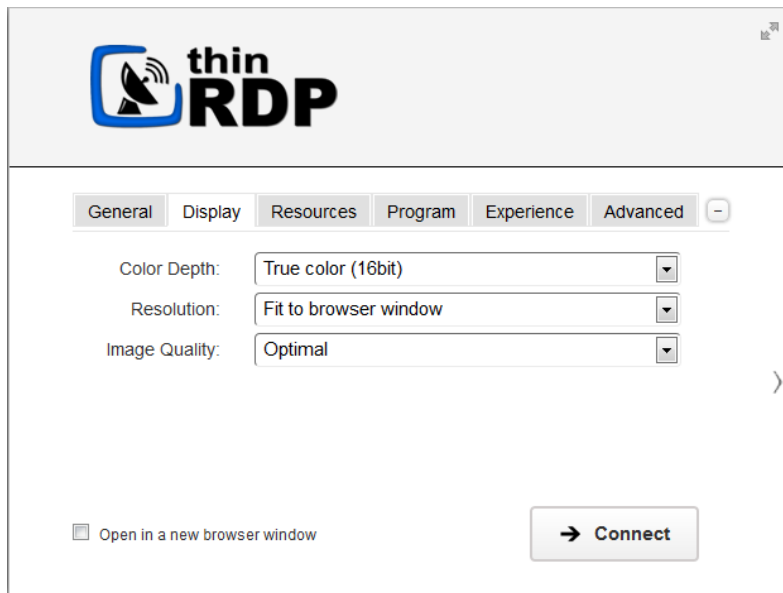 thin
RDP
General Display Resources Program Experience Advanced −
Color Depth: True color (16bit)
Resolution: Fit to browser window
Image Quality: Optimal
Open in a new browser window
Connect